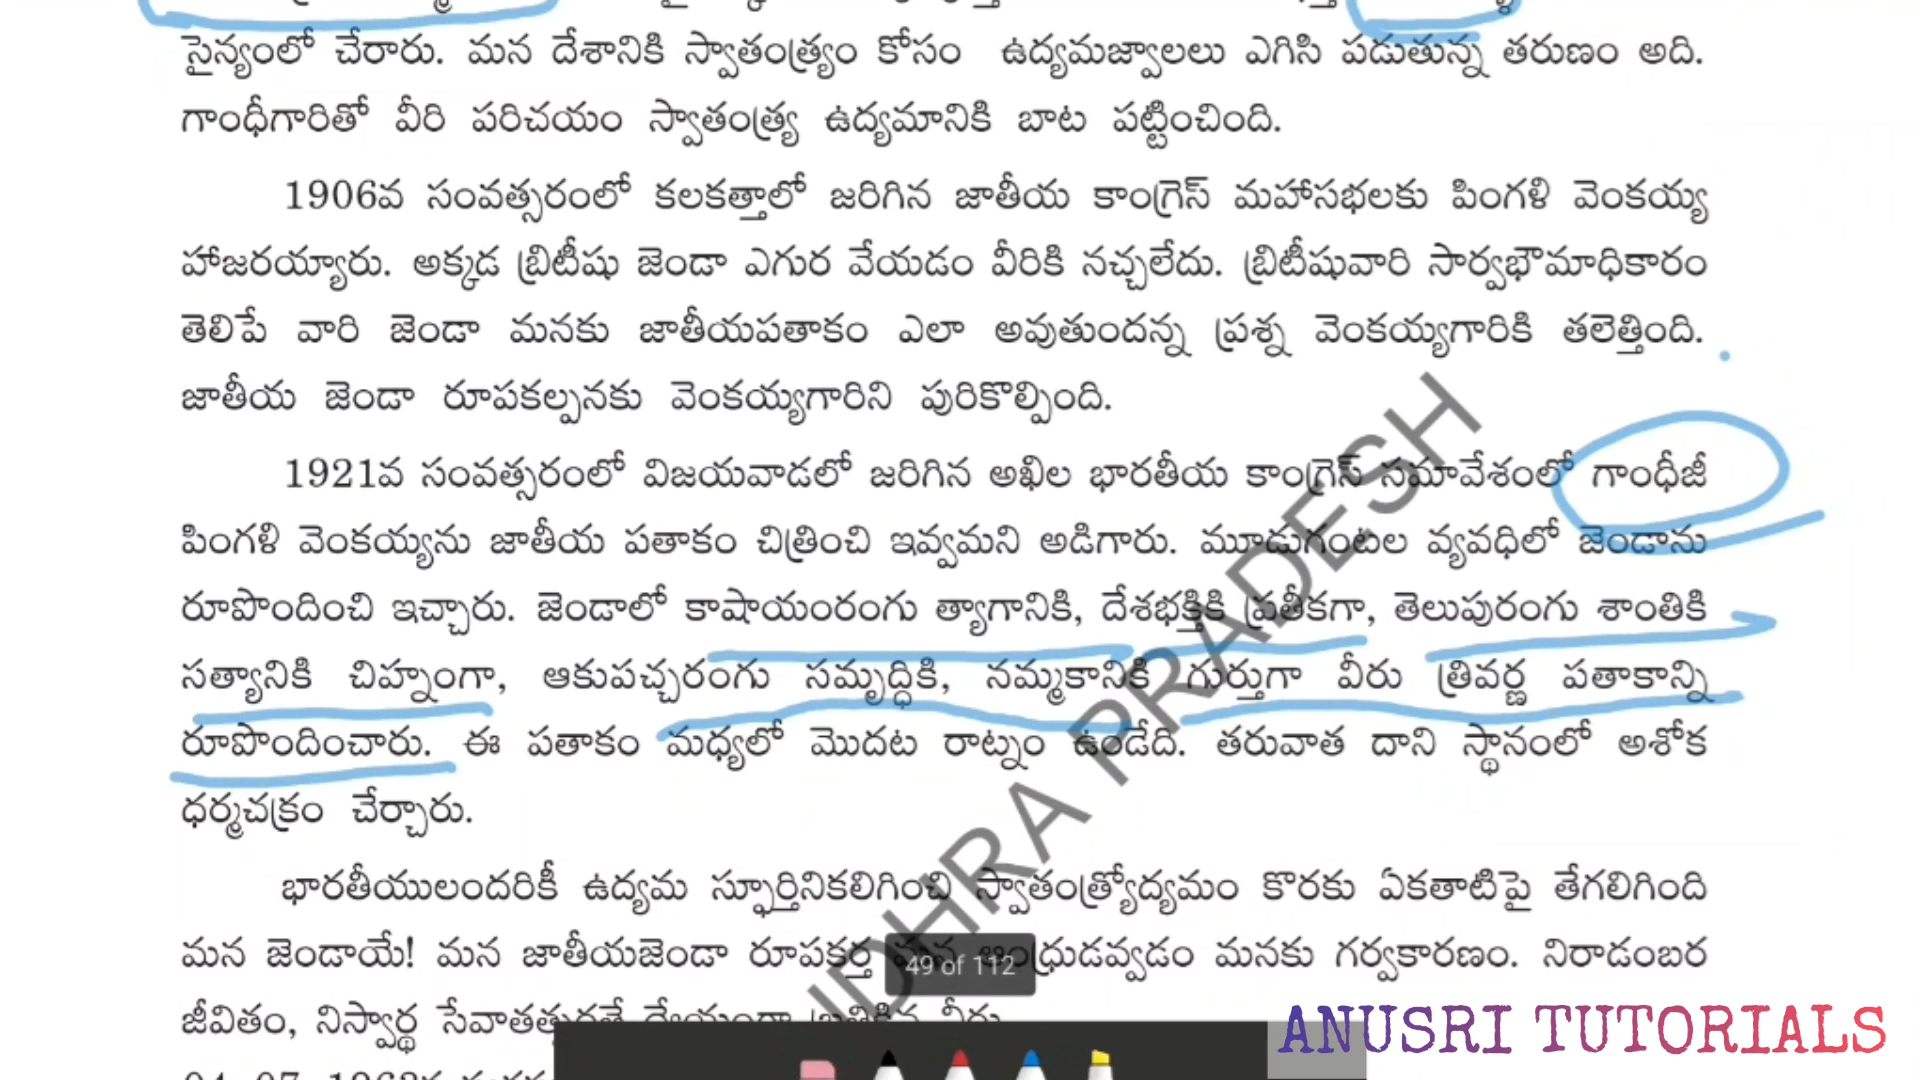 సైన్యంలో చేరారు. మన దేశానికి స్వాతంత్ర్యం కోసం ఉద్యమజ్వాలలు ఎగిసి పడుతున్న తరుణం అది.
గాంధీగారితో వీరి పరిచయం స్వాతంత్ర్య ఉద్యమానికి బాట పట్టించింది.
1906వ సంవత్సరంలో కలకత్తాలో జరిగిన జాతీయ కాంగ్రెస్ మహాసభలకు పింగళి వెంకయ్య
హాజరయ్యారు. అక్కడ బ్రిటీషు జెండా ఎగుర వేయడం వీరికి నచ్చలేదు. బ్రిటీషువారి సార్వభౌమాధికారం
తెలిపే వారి జెండా మనకు జాతీయపతాకం ఎలా అవుతుందన్న ప్రశ్న వెంకయ్యగారికి తలెత్తింది.
జాతీయ జెండా రూపకల్పనకు వెంకయ్యగారిని పురికొల్పింది.
1921వ సంవత్సరంలో విజయవాడలో జరిగిన అఖిల భారతీయ కాంగ్రెస్ సమావేశంలో గాంధీజీ
పింగళి వెంకయ్యను జాతీయ పతాకం చిత్రించి ఇవ్వమని అడిగారు. మూడుగంటల వ్యవధిలో జెండాను
రూపొందించి ఇచ్చారు. జెండాలో కాషాయంరంగు త్యాగానికి, దేశభక్తికి ప్రతీకగా, తెలుపురంగు శాంతికి
సత్యానికి చిహ్నంగా, ఆకుపచ్చరంగు సమృద్ధికి, నమ్మకానికి గుర్తుగా వీరు త్రివర్ణ పతాకాన్ని
రూపొందించారు. ఈ పతాకం మధ్యలో మొదట రాట్నం ఉండేది. తరువాత దాని స్థానంలో అశోక
ధర్మచక్రం చేర్చారు.
భారతీయులందరికీ ఉద్యమ స్ఫూర్తినికలిగించి స్వాతంత్ర్యోద్యమం కొరకు ఏకతాటిపై తేగలిగింది
మన జెండాయే! మన జాతీయజెండా రూపకర్త మన ఆంధ్రుడవ్వడం మనకు గర్వకారణం. నిరాడంబర
జీవితం, నిస్వార్థ
49 of 112
DHRA PRADESH
ANUSRI TUTORIALS